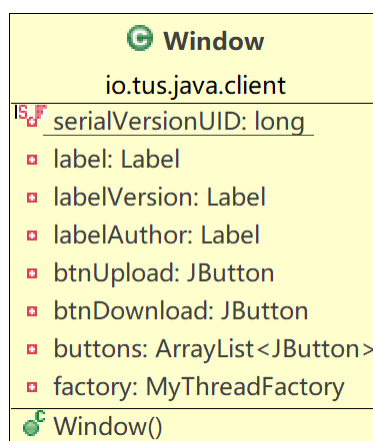 C Window
io.tus.java.client
S F serialVersionUID: long
label: Label
labelVersion: Label
labelAuthor: Label
btnUpload: JButton
btnDownload: JButton
buttons: ArrayList<JButton>
factory: MyThreadFactory
C Window()